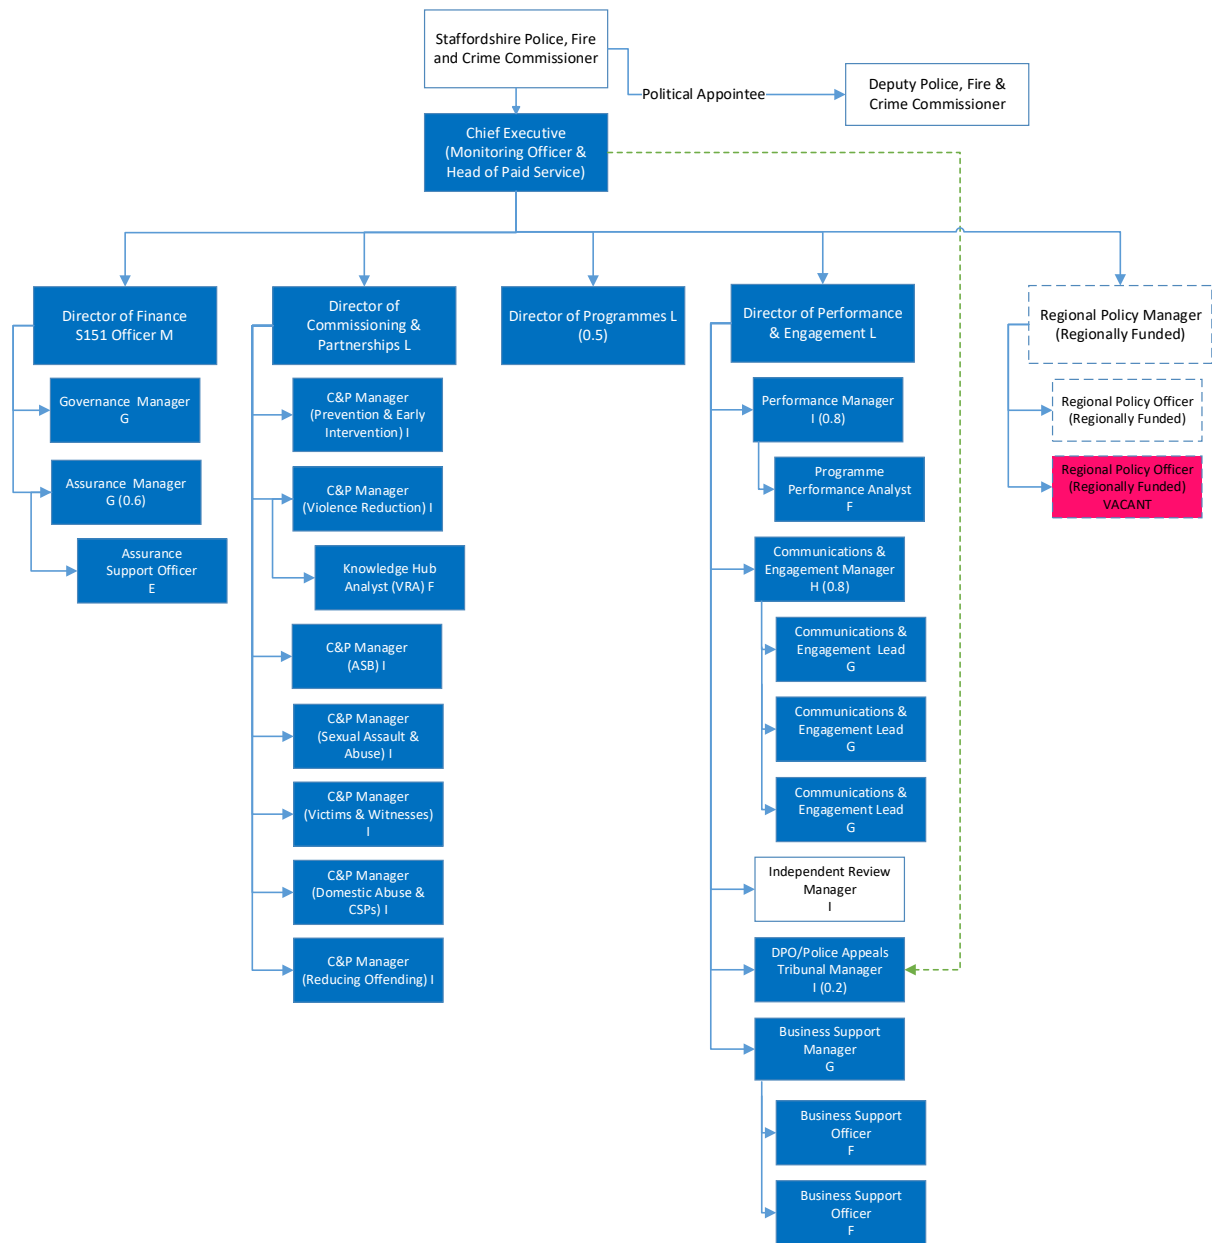 Staffordshire Police, Fire
and Crime Commissioner
Political Appointee
Deputy Police, Fire &
Crime Commissioner
Chief Executive
(Monitoring Officer &
Head of Paid Service)
Director of Finance
S151 Officer M
Governance Manager
G
Assurance Manager
G (0.6)
Assurance
Support Officer
E
Director of
Commissioning &
Partnerships L
C&P Manager
(Prevention & Early
Intervention) I
C&P Manager
(Violence Reduction) I
Knowledge Hub
Analyst (VRA) F
C&P Manager
(ASB) I
C&P Manager
(Sexual Assault &
Abuse) I
C&P Manager
(Victims & Witnesses)
I
C&P Manager
(Domestic Abuse &
CSPs) I
C&P Manager
(Reducing Offending) I
Director of Programmes L
(0.5)
Director of Performance
& Engagement L
Performance Manager
I (0.8)
Programme
Performance Analyst
F
Communications &
Engagement Manager
H (0.8)
Communications &
Engagement Lead
G
Communications &
Engagement Lead
G
Communications &
Engagement Lead
G
Independent Review
Manager
I
DPO/Police Appeals
Tribunal Manager
I (0.2)
Business Support
Manager
G
Business Support
Officer
F
Business Support
Officer
F
Regional Policy Manager
(Regionally Funded)
Regional Policy Officer
(Regionally Funded)
Regional Policy Officer
(Regionally Funded)
VACANT